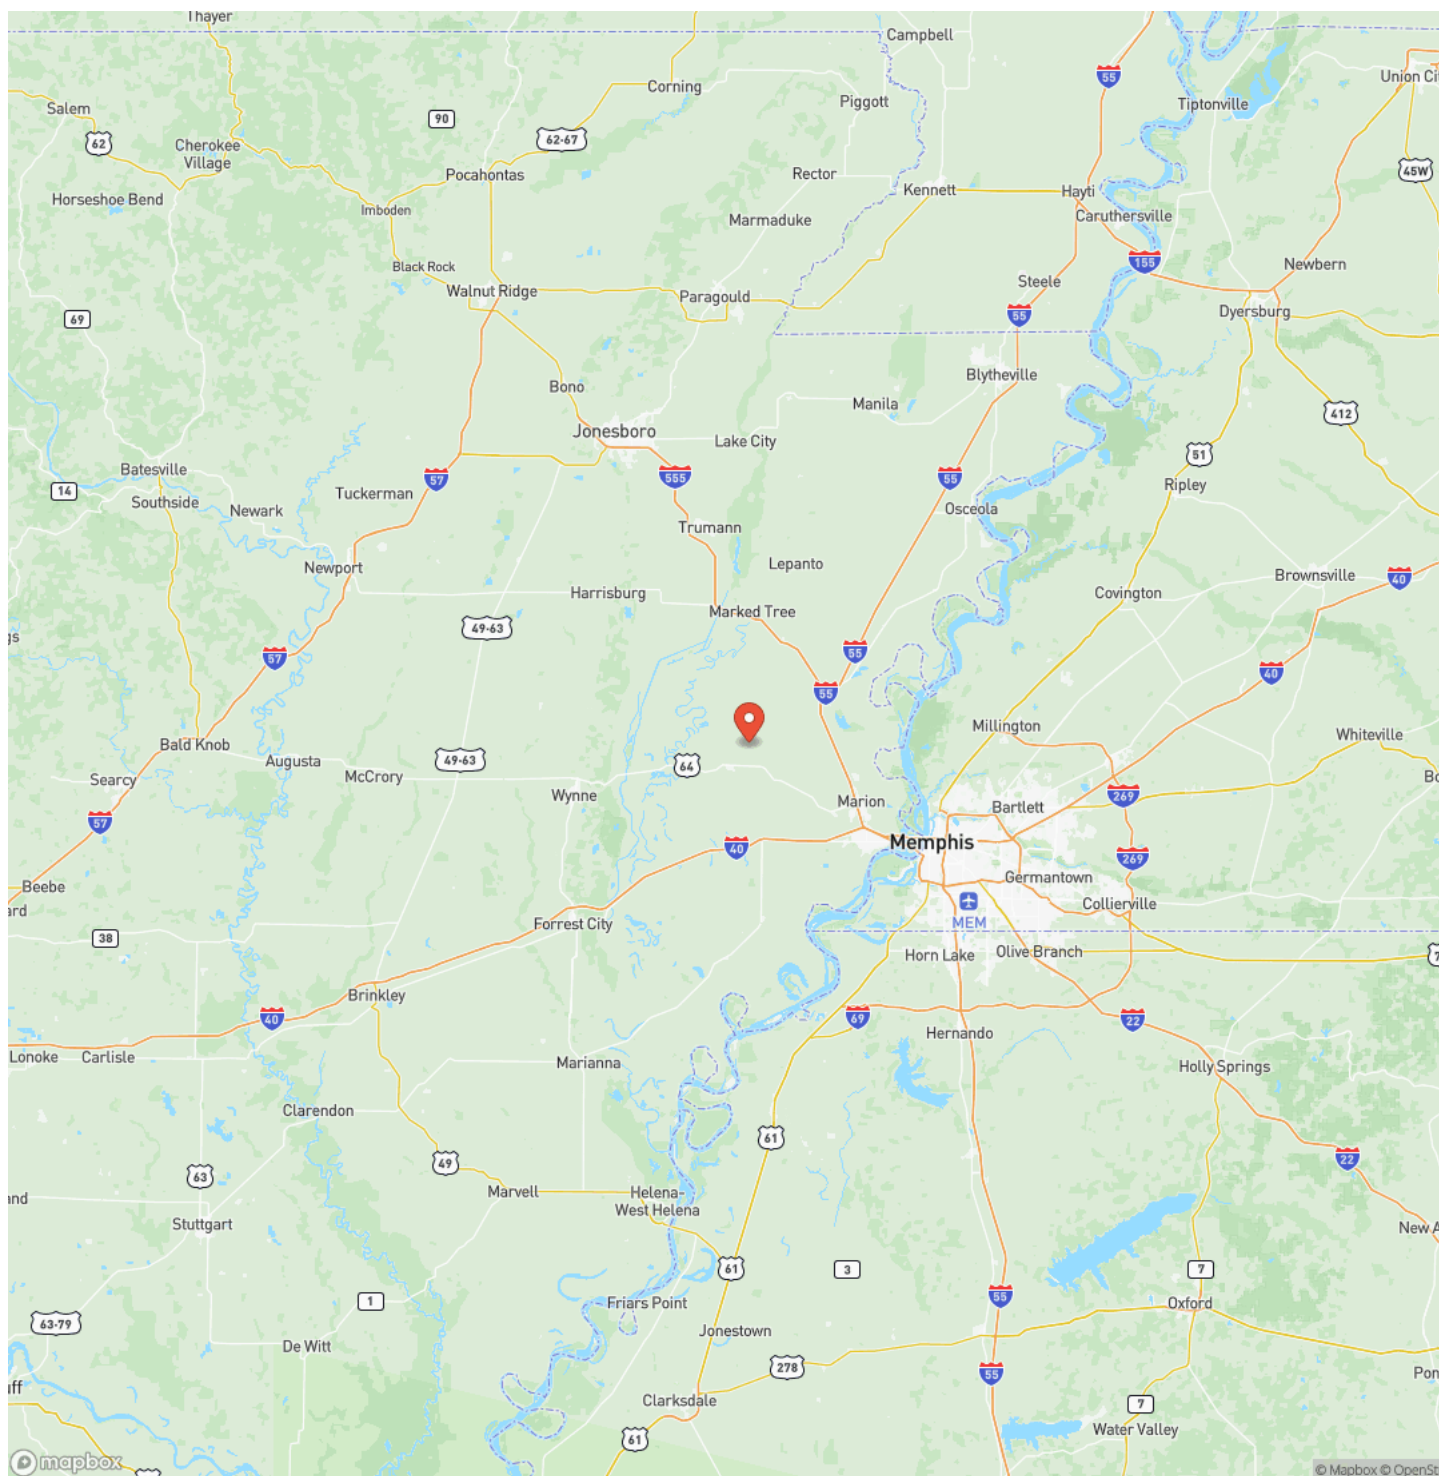 Thayer
Campbell
55
Corning
Union Ci
Piggott
Tiptonville
Salem
90
62-67
62
Cherokee
Village
45W
Pocahontas
Rector
Kennett
Hayti
Horseshoe Bend
Imboden
Marmaduke
Caruthersville
155
Newbern
Black Rock
Steele
Walnut Ridge
Paragould
69
55
Dyersburg
Blytheville
Bono
Manila
412
Jonesboro
Lake City
51
Batesville
57
555
55
Ripley
14
Tuckerman
Southside
Newark
Osceola
Trumann
Lepanto
Newport
Brownsville
40
Harrisburg
Covington
Marked Tree
49-63
gs
57
55
40
55
Millington
Whiteville
Bald Knob
Augusta
49-63
64
McCrory
Searcy
Bo
Wynne
Marion
Bartlett
269
57
40
Memphis
269
Germantown
Beebe
MEM
Collierville
ard
Forrest City
38
Horn Lake
Olive Branch
7
Brinkley
40
69
22
Hernando
Lonoke
Carlisle
Marianna
Holly Springs
Clarendon
61
49
22
63
Marvell
Helena-
West Helena
and
Stuttgart
New A
61
3
7
1
55
Friars Point
Oxford
63-79
Jonestown
De Witt
278
55
Pon
uff
Clarksdale
7
Water Valley
61
mapbox
© Mapbox © OpenSt